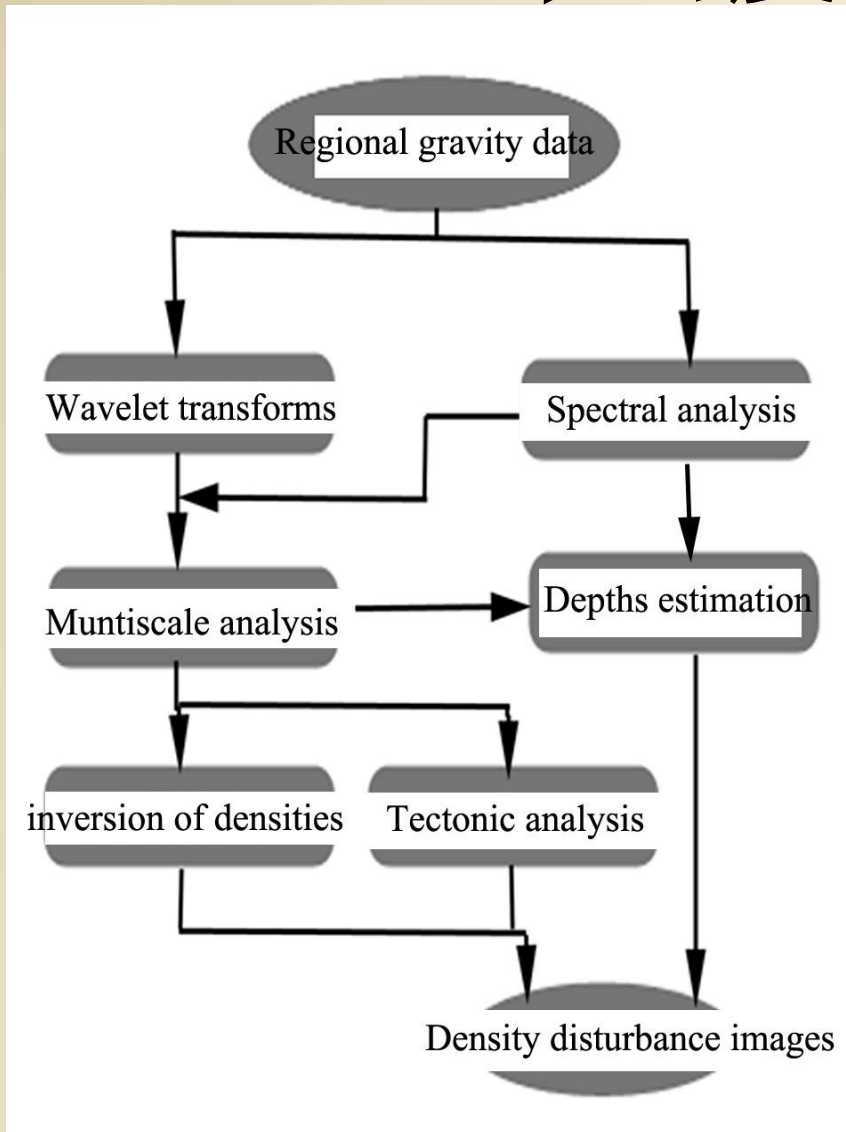 Regional gravity data
Wavelet transforms
Spectral analysis
Muntiscale analysis
Depths estimation
inversion of densities
Tectonic analysis
Density disturbance images